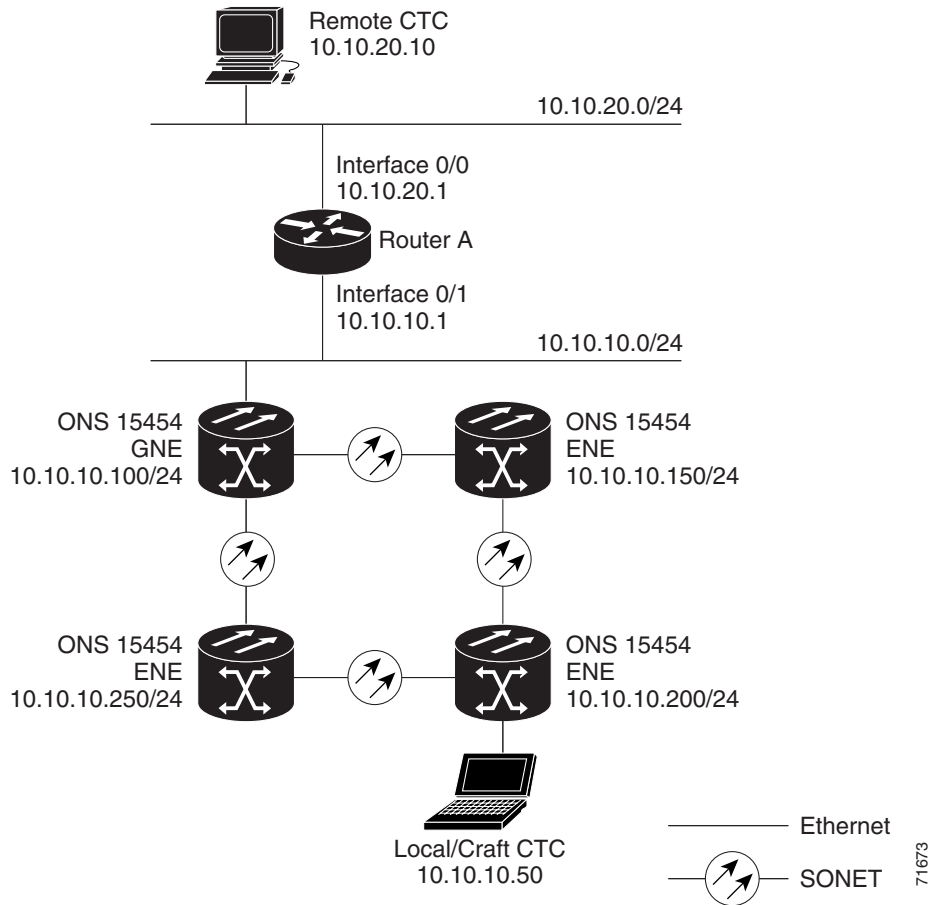 Remote CTC
10.10.20.10
10.10.20.0/24
Interface 0/0
10.10.20.1
Router A
Interface 0/1
10.10.10.1
10.10.10.0/24
ONS 15454
GNE
10.10.10.100/24
ONS 15454
ENE
10.10.10.150/24
ONS 15454
ENE
10.10.10.250/24
ONS 15454
ENE
10.10.10.200/24
Local/Craft CTC
10.10.10.50
Ethernet
SONET
71673